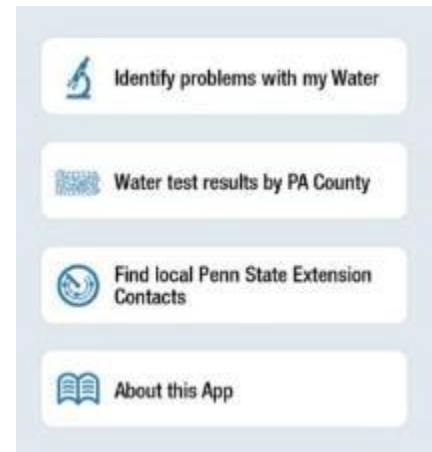 Identify problems with my Water
Water test results by PA County
Find local Penn State Extension
Contacts
About this App